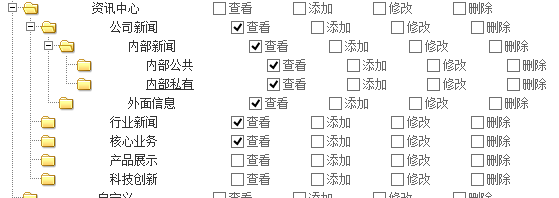 资讯中心 查看 添加 修改 删除
公司新闻 查看 添加 修改 删除
内部新闻 查看 添加 修改 删除
内部公共 查看 添加 修改 删除
内部私有 查看 添加 修改 删除
外面信息 查看 添加 修改 删除
行业新闻 查看 添加 修改 删除
核心业务 查看 添加 修改 删除
产品展示 查看 添加 修改 删除
科技创新 查看 添加 修改 删除
自定义 查看 添加 修改 删除